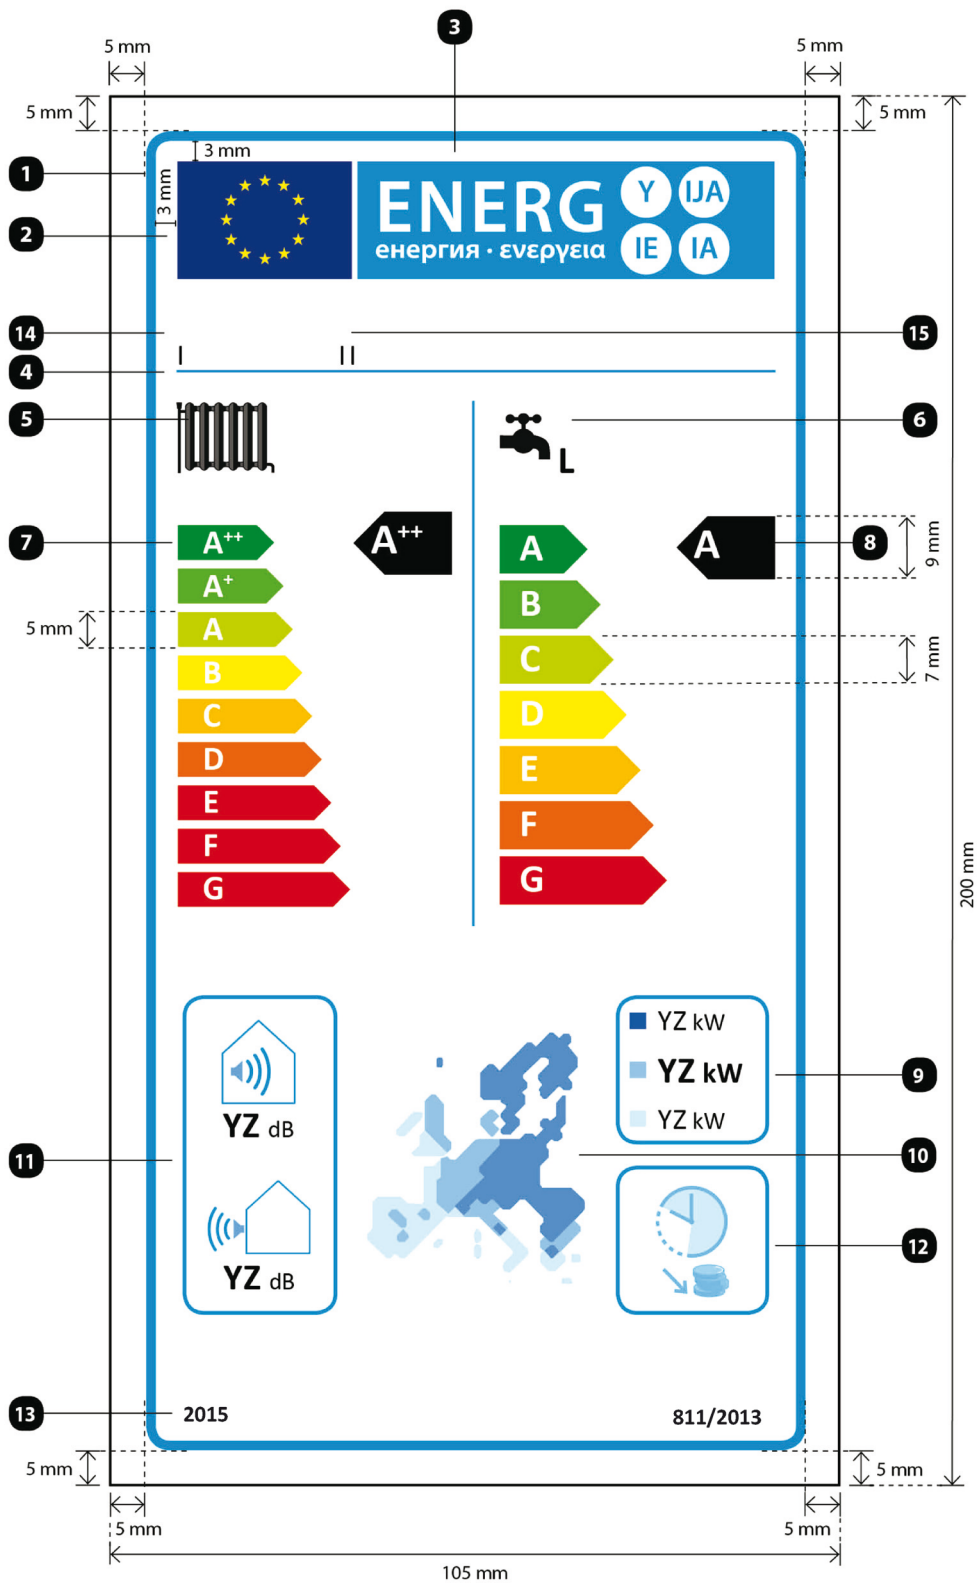 3
5 mm
5 mm
5 mm
5 mm
3 mm
1
3 mm
2
ENERG
енергия · ενεργεια
Y
IJA
IE
IA
14
15
I
II
4
5
6
L
7
A++
A++
A
A
8
9 mm
A+
B
5 mm
A
C
7 mm
B
D
C
E
D
F
E
G
F
G
200 mm
YZ kW
YZ kW
YZ kW
9
YZ dB
10
11
12
YZ dB
13
2015
811/2013
5 mm
5 mm
5 mm
5 mm
105 mm